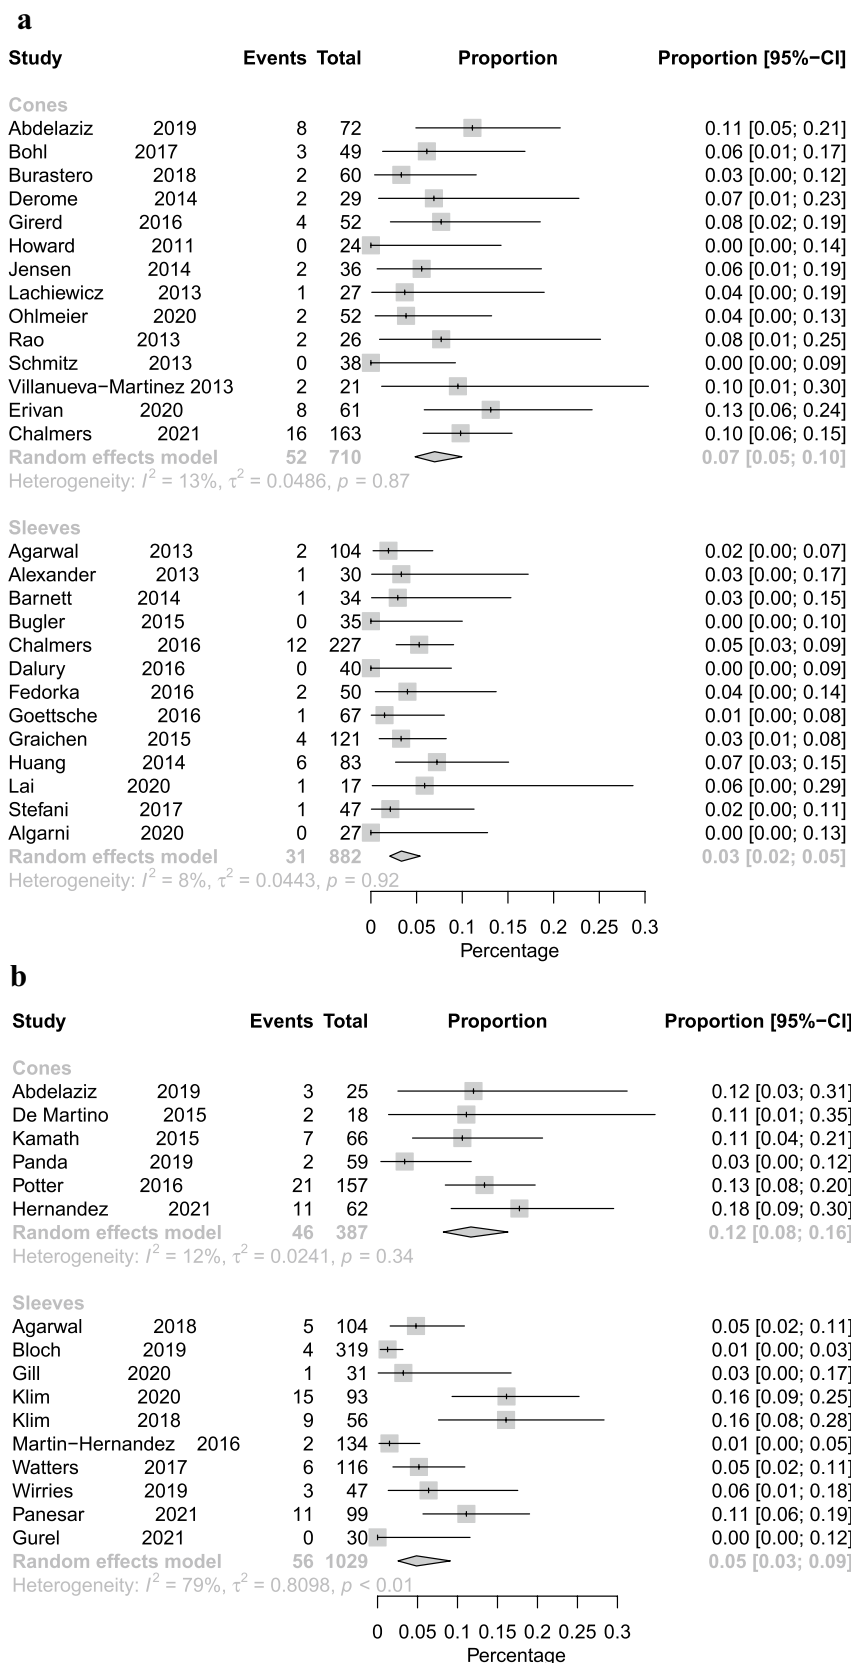 a
Study Events Total Proportion Proportion [95%−CI]
Cones
Abdelaziz 2019 8 72 0.11 [0.05; 0.21]
Bohl 2017 3 49 0.06 [0.01; 0.17]
Burastero 2018 2 60 0.03 [0.00; 0.12]
Derome 2014 2 29 0.07 [0.01; 0.23]
Girerd 2016 4 52 0.08 [0.02; 0.19]
Howard 2011 0 24 0.00 [0.00; 0.14]
Jensen 2014 2 36 0.06 [0.01; 0.19]
Lachiewicz 2013 1 27 0.04 [0.00; 0.19]
Ohlmeier 2020 2 52 0.04 [0.00; 0.13]
Rao 2013 2 26 0.08 [0.01; 0.25]
Schmitz 2013 0 38 0.00 [0.00; 0.09]
Villanueva−Martinez 2013 2 21 0.10 [0.01; 0.30]
Erivan 2020 8 61 0.13 [0.06; 0.24]
Chalmers 2021 16 163 0.10 [0.06; 0.15]
Random effects model 52 710 0.07 [0.05; 0.10]
Heterogeneity: I² = 13%, τ² = 0.0486, p = 0.87
Sleeves
Agarwal 2013 2 104 0.02 [0.00; 0.07]
Alexander 2013 1 30 0.03 [0.00; 0.17]
Barnett 2014 1 34 0.03 [0.00; 0.15]
Bugler 2015 0 35 0.00 [0.00; 0.10]
Chalmers 2016 12 227 0.05 [0.03; 0.09]
Dalury 2016 0 40 0.00 [0.00; 0.09]
Fedorka 2016 2 50 0.04 [0.00; 0.14]
Goettsche 2016 1 67 0.01 [0.00; 0.08]
Graichen 2015 4 121 0.03 [0.01; 0.08]
Huang 2014 6 83 0.07 [0.03; 0.15]
Lai 2020 1 17 0.06 [0.00; 0.29]
Stefani 2017 1 47 0.02 [0.00; 0.11]
Algarni 2020 0 27 0.00 [0.00; 0.13]
Random effects model 31 882 0.03 [0.02; 0.05]
Heterogeneity: I² = 8%, τ² = 0.0443, p = 0.92
0 0.05 0.1 0.15 0.2 0.25 0.3
Percentage
b
Study Events Total Proportion Proportion [95%−CI]
Cones
Abdelaziz 2019 3 25 0.12 [0.03; 0.31]
De Martino 2015 2 18 0.11 [0.01; 0.35]
Kamath 2015 7 66 0.11 [0.04; 0.21]
Panda 2019 2 59 0.03 [0.00; 0.12]
Potter 2016 21 157 0.13 [0.08; 0.20]
Hernandez 2021 11 62 0.18 [0.09; 0.30]
Random effects model 46 387 0.12 [0.08; 0.16]
Heterogeneity: I² = 12%, τ² = 0.0241, p = 0.34
Sleeves
Agarwal 2018 5 104 0.05 [0.02; 0.11]
Bloch 2019 4 319 0.01 [0.00; 0.03]
Gill 2020 1 31 0.03 [0.00; 0.17]
Klim 2020 15 93 0.16 [0.09; 0.25]
Klim 2018 9 56 0.16 [0.08; 0.28]
Martin−Hernandez 2016 2 134 0.01 [0.00; 0.05]
Watters 2017 6 116 0.05 [0.02; 0.11]
Wirries 2019 3 47 0.06 [0.01; 0.18]
Panesar 2021 11 99 0.11 [0.06; 0.19]
Gurel 2021 0 30 0.00 [0.00; 0.12]
Random effects model 56 1029 0.05 [0.03; 0.09]
Heterogeneity: I² = 79%, τ² = 0.8098, p < 0.01
0 0.05 0.1 0.15 0.2 0.25 0.3
Percentage